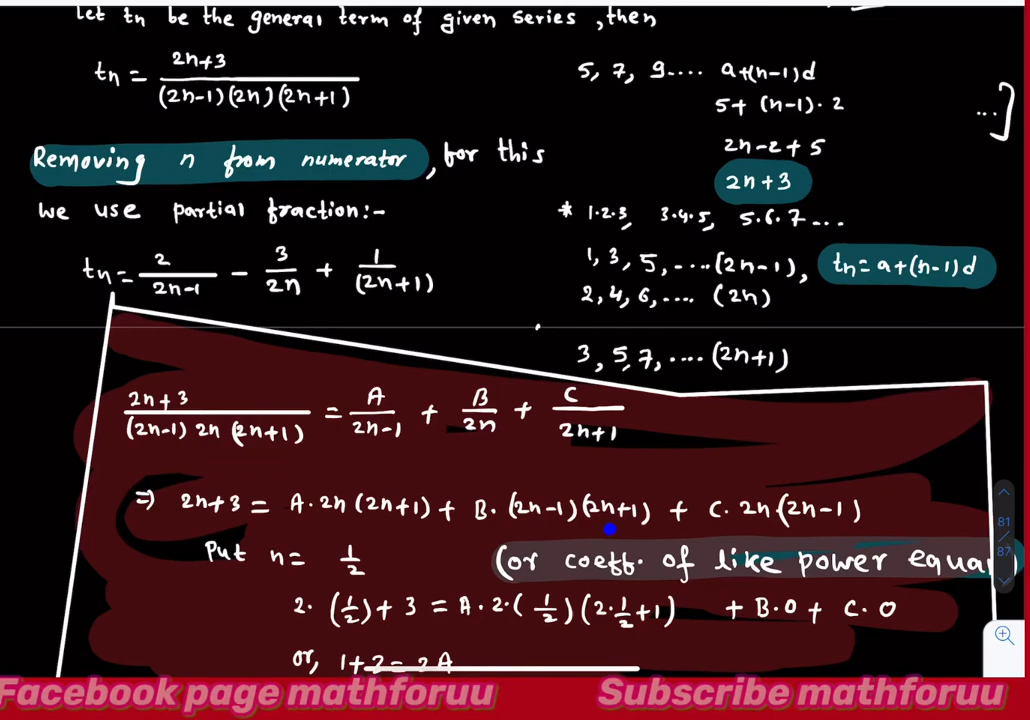 Let tn be the general term of given series, then
tn = 2n+3 / (2n-1)(2n)(2n+1)
5, 7, 9.... a+(n-1)d
5+ (n-1)·2
...]
2n-2+5
2n+3
Removing n from numerator, for this
we use partial fraction:-
* 1·2·3, 3·4·5, 5·6·7....
1, 3, 5, ....(2n-1), tn = a+(n-1)d
2, 4, 6, .... (2n)
tn = 2/2n-1 - 3/2n + 1/(2n+1)
3, 5, 7, .... (2n+1)
2n+3 / (2n-1) 2n (2n+1) = A/2n-1 + B/2n + C/2n+1
⇒ 2n+3 = A·2n(2n+1) + B·(2n-1)(2n+1) + C·2n(2n-1)
Put n = 1/2 (or coeff. of like power equal)
2·(1/2)+3 = A·2·(1/2)(2·1/2+1) + B·0 + C·0
or, 1+3 = 2A
81
/
87
Facebook page mathforuu Subscribe mathforuu